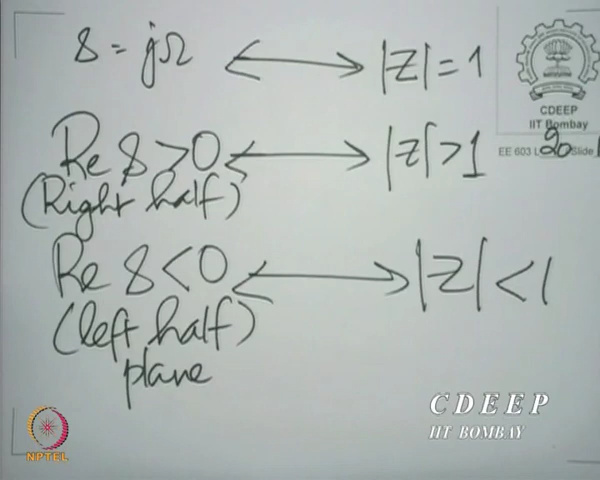 s = jΩ ⟷ |Z| = 1
Re s > 0 ⟷ |Z| > 1
(Right half)
Re s < 0 ⟷ |Z| < 1
(left half)
plane
CDEEP
IIT Bombay
EE 603 L 20 Slide
NPTEL
CDEEP
IIT BOMBAY